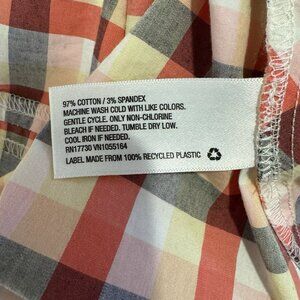 97% COTTON / 3% SPANDEX
MACHINE WASH COLD WITH LIKE COLORS.
GENTLE CYCLE. ONLY NON-CHLORINE
BLEACH IF NEEDED. TUMBLE DRY LOW.
COOL IRON IF NEEDED.
RN17730 VN1055164
LABEL MADE FROM 100% RECYCLED PLASTIC